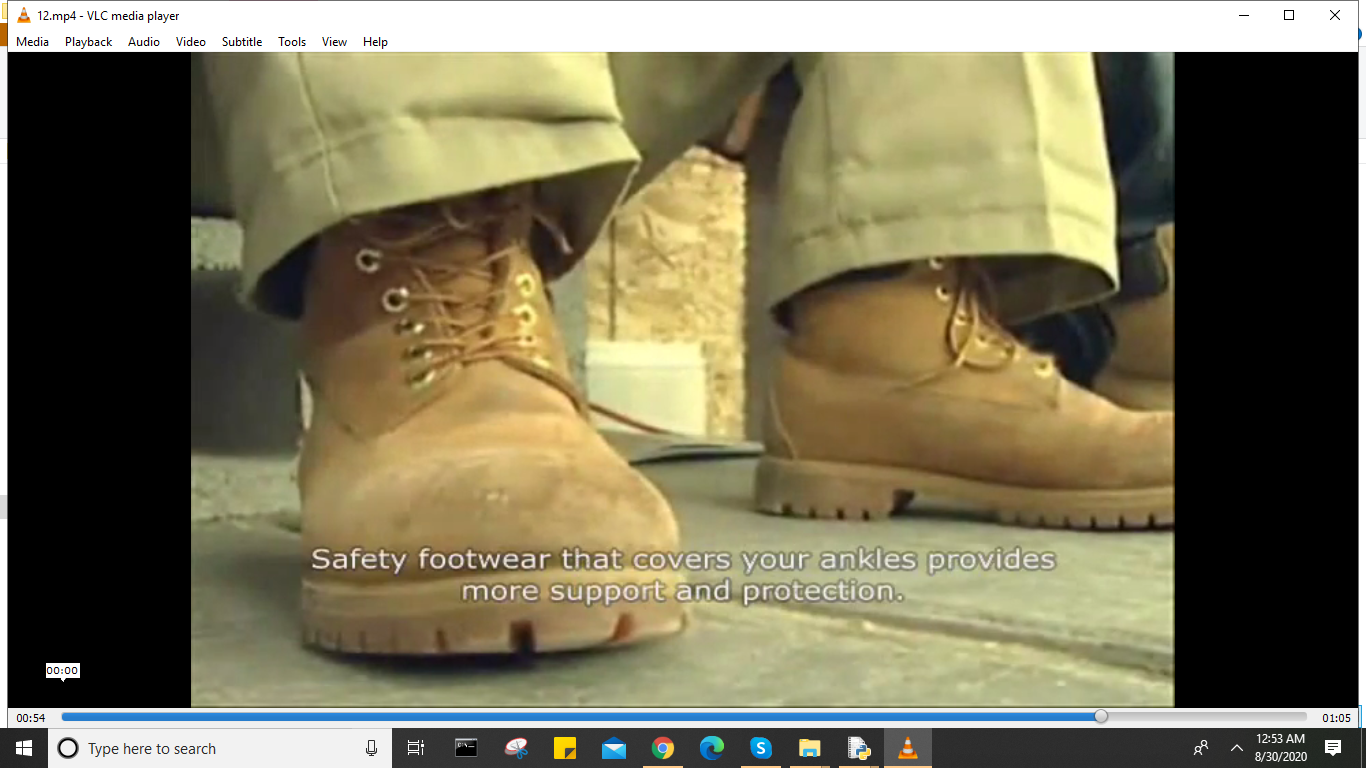 12.mp4 - VLC media player
Media Playback Audio Video Subtitle Tools View Help
Safety footwear that covers your ankles provides
more support and protection.
00:00
00:54
01:05
Type here to search
12:53 AM
8/30/2020